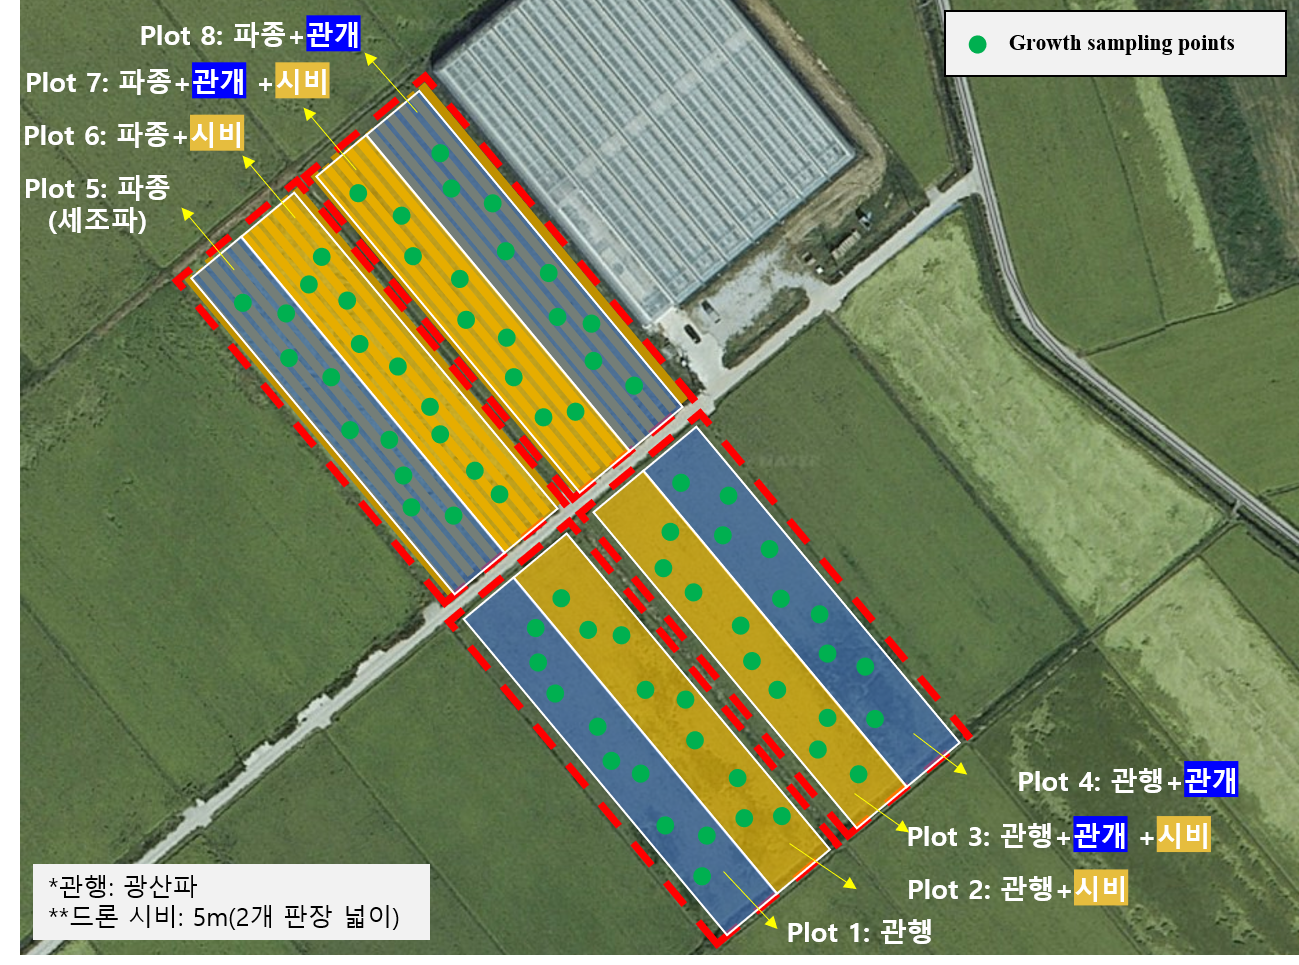 Plot 8: 파종+관개
Growth sampling points
Plot 7: 파종+관개 +시비
Plot 6: 파종+시비
Plot 5: 파종
(세조파)
NAVER
Plot 4: 관행+관개
Plot 3: 관행+관개 +시비
Plot 2: 관행+시비
Plot 1: 관행
*관행: 광산파
**드론 시비: 5m(2개 판장 넓이)